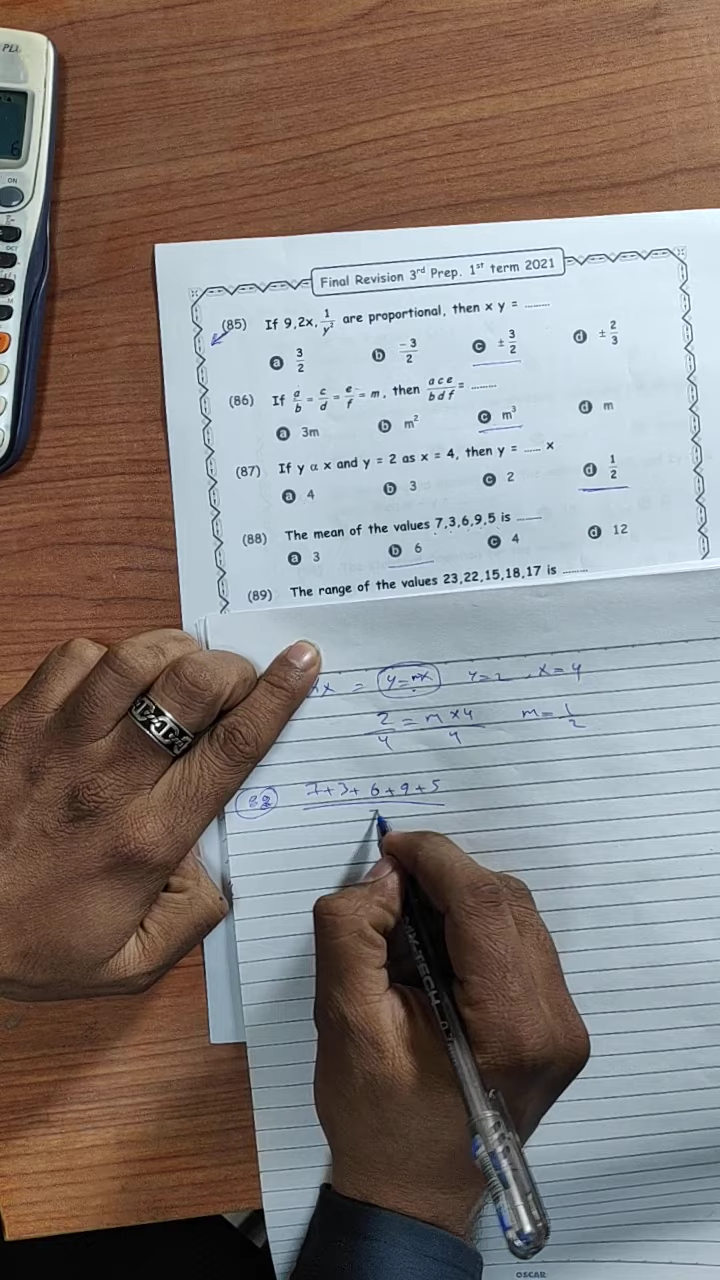 PLU
6
ON
Final Revision 3rd Prep. 1st term 2021
(85) If 9,2x, 1/y² are proportional, then x y = ........
a 3/2 b -3/2 c ± 3/2 d ± 2/3
(86) If a/b = c/d = e/f = m, then ace/bdf = ........
a 3m b m² c m³ d m
(87) If y α x and y = 2 as x = 4, then y = ...... x
a 4 b 3 c 2 d 1/2
(88) The mean of the values 7,3,6,9,5 is ........
a 3 b 6 c 4 d 12
(89) The range of the values 23,22,15,18,17 is ........
x = y=mx y=2 , x=4
2/4 = m×4/4 m=1/2
88 7+3+6+9+5
OSCAR